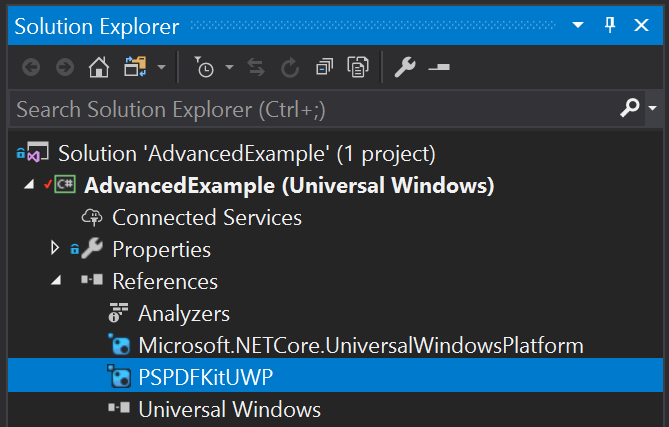 Solution Explorer
Search Solution Explorer (Ctrl+;)
Solution 'AdvancedExample' (1 project)
C# AdvancedExample (Universal Windows)
Connected Services
Properties
References
Analyzers
Microsoft.NETCore.UniversalWindowsPlatform
PSPDFKitUWP
Universal Windows